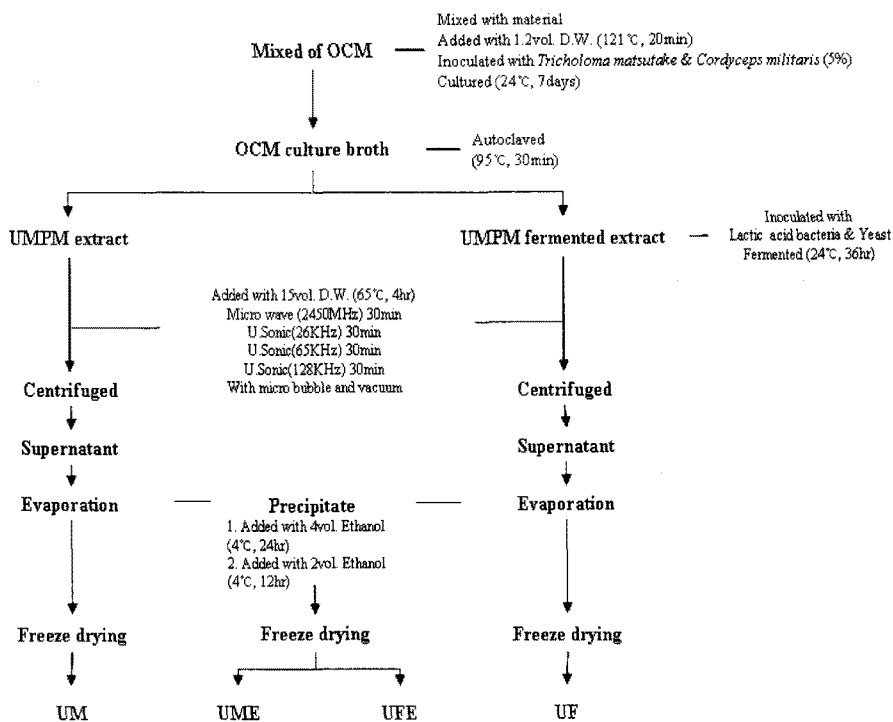 Mixed with material
Added with 1.2vol. D.W. (121℃, 20min)
Mixed of OCM
Inoculated with Tricholoma matsutake & Cordyceps militaris (5%)
Cultured (24℃, 7days)
OCM culture broth
Autoclaved
(95℃, 30min)
UMPM extract
UMPM fermented extract
Inoculated with
Lactic acid bacteria & Yeast
Fermented (24℃, 36hr)
Added with 15vol. D.W. (65℃, 4hr)
Micro wave (2450MHz) 30min
U.Sonic(26KHz) 30min
U.Sonic(65KHz) 30min
U.Sonic(128KHz) 30min
With micro bubble and vacuum
Centrifuged
Centrifuged
Supernatant
Supernatant
Evaporation
Precipitate
Evaporation
1. Added with 4vol. Ethanol
(4℃, 24hr)
2. Added with 2vol. Ethanol
(4℃, 12hr)
Freeze drying
Freeze drying
Freeze drying
UM
UME
UFE
UF